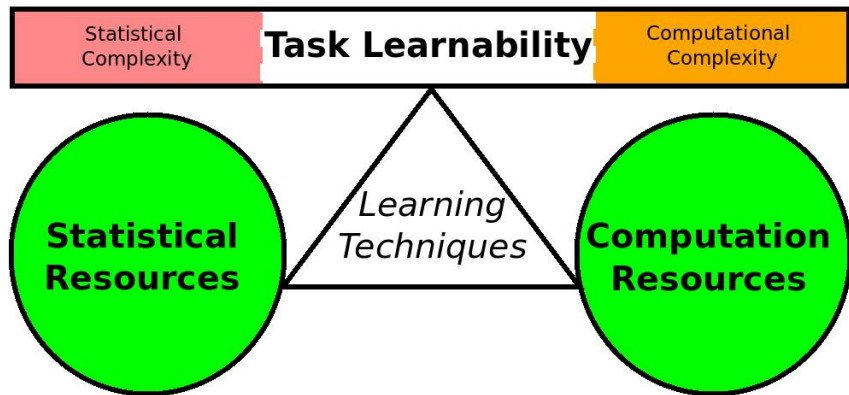 Statistical
Complexity
Task Learnability
Computational
Complexity
Statistical
Resources
Learning
Techniques
Computation
Resources